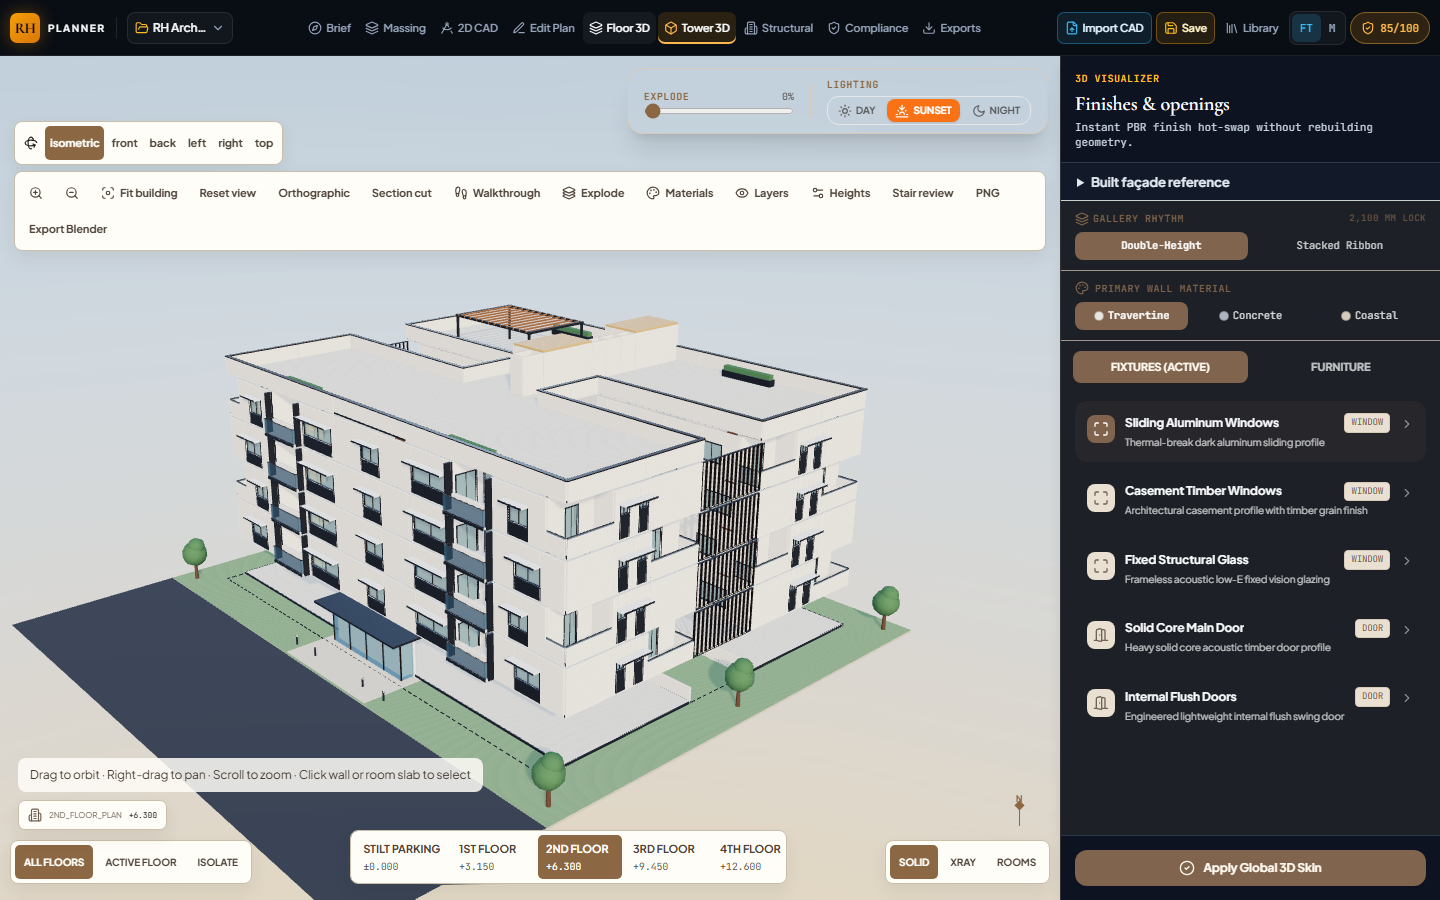 RH PLANNER
RH Arch...
Brief
Massing
2D CAD
Edit Plan
Floor 3D
Tower 3D
Structural
Compliance
Exports
Import CAD
Save
Library
FT M
85/100
EXPLODE 0%
LIGHTING
DAY SUNSET NIGHT
isometric front back left right top
Fit building Reset view Orthographic Section cut Walkthrough Explode Materials Layers Heights Stair review PNG
Export Blender
Drag to orbit · Right-drag to pan · Scroll to zoom · Click wall or room slab to select
2ND_FLOOR_PLAN +6.300
ALL FLOORS ACTIVE FLOOR ISOLATE
STILT PARKING 1ST FLOOR 2ND FLOOR 3RD FLOOR 4TH FLOOR
±0.000 +3.150 +6.300 +9.450 +12.600
N
SOLID XRAY ROOMS
3D VISUALIZER
Finishes & openings
Instant PBR finish hot-swap without rebuilding
geometry.
Built façade reference
GALLERY RHYTHM 2,100 MM LOCK
Double-Height Stacked Ribbon
PRIMARY WALL MATERIAL
Travertine Concrete Coastal
FIXTURES (ACTIVE) FURNITURE
Sliding Aluminum Windows WINDOW
Thermal-break dark aluminum sliding profile
Casement Timber Windows WINDOW
Architectural casement profile with timber grain finish
Fixed Structural Glass WINDOW
Frameless acoustic low-E fixed vision glazing
Solid Core Main Door DOOR
Heavy solid core acoustic timber door profile
Internal Flush Doors DOOR
Engineered lightweight internal flush swing door
Apply Global 3D Skin